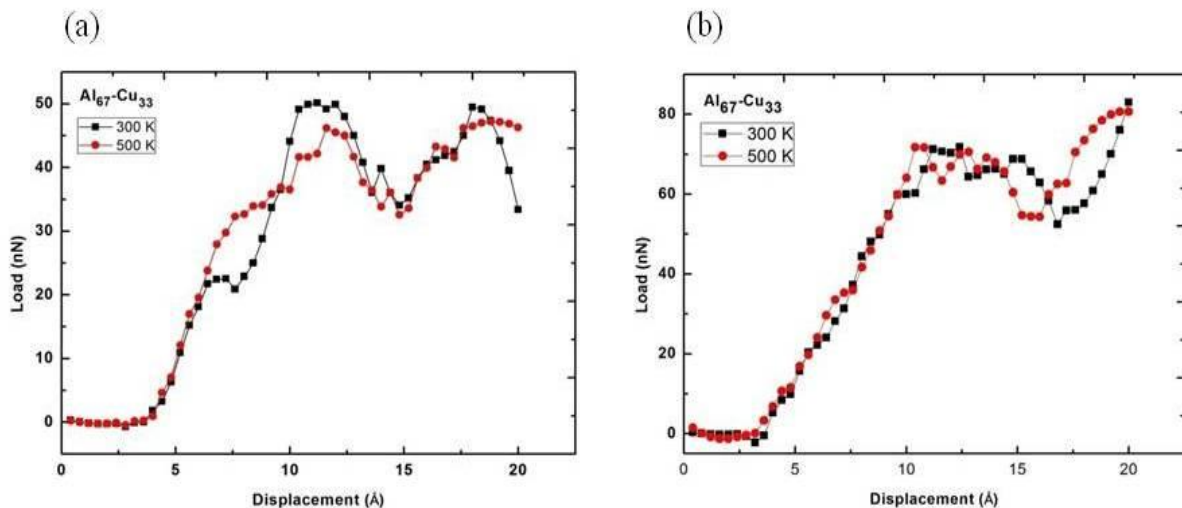 (a)
Al67-Cu33
300 K
500 K
50
40
30
20
10
0
Load (nN)
0 5 10 15 20 25
Displacement (Å)
(b)
Al67-Cu33
300 K
500 K
80
60
40
20
0
Load (nN)
5 10 15 20
Displacement (Å)